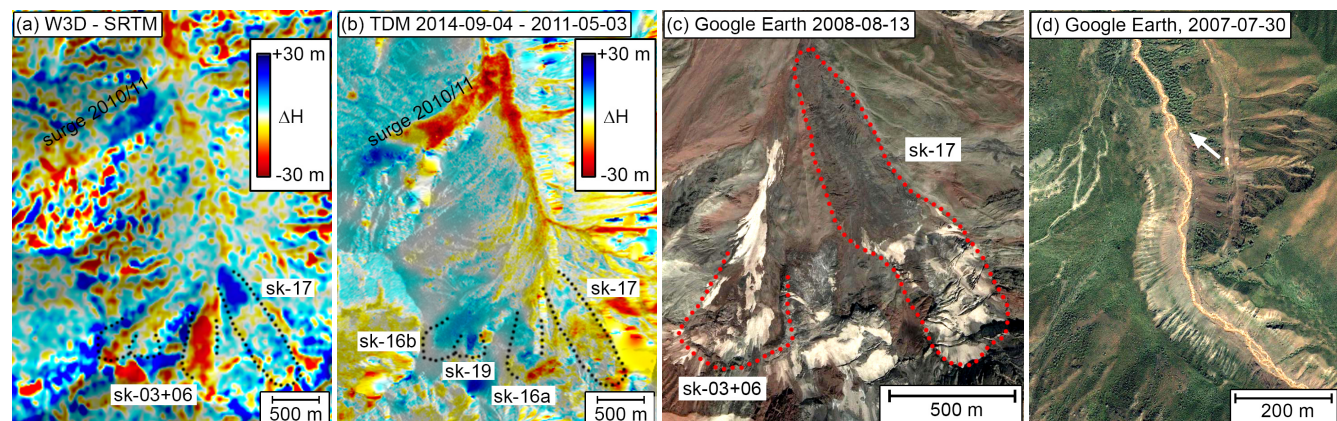 (a) W3D - SRTM
+30 m
ΔH
-30 m
surge 2010/11
sk-17
sk-03+06
500 m
(b) TDM 2014-09-04 - 2011-05-03
+30 m
ΔH
-30 m
surge 2010/11
sk-17
sk-16b
sk-19
sk-16a
500 m
(c) Google Earth 2008-08-13
sk-17
sk-03+06
500 m
(d) Google Earth, 2007-07-30
200 m